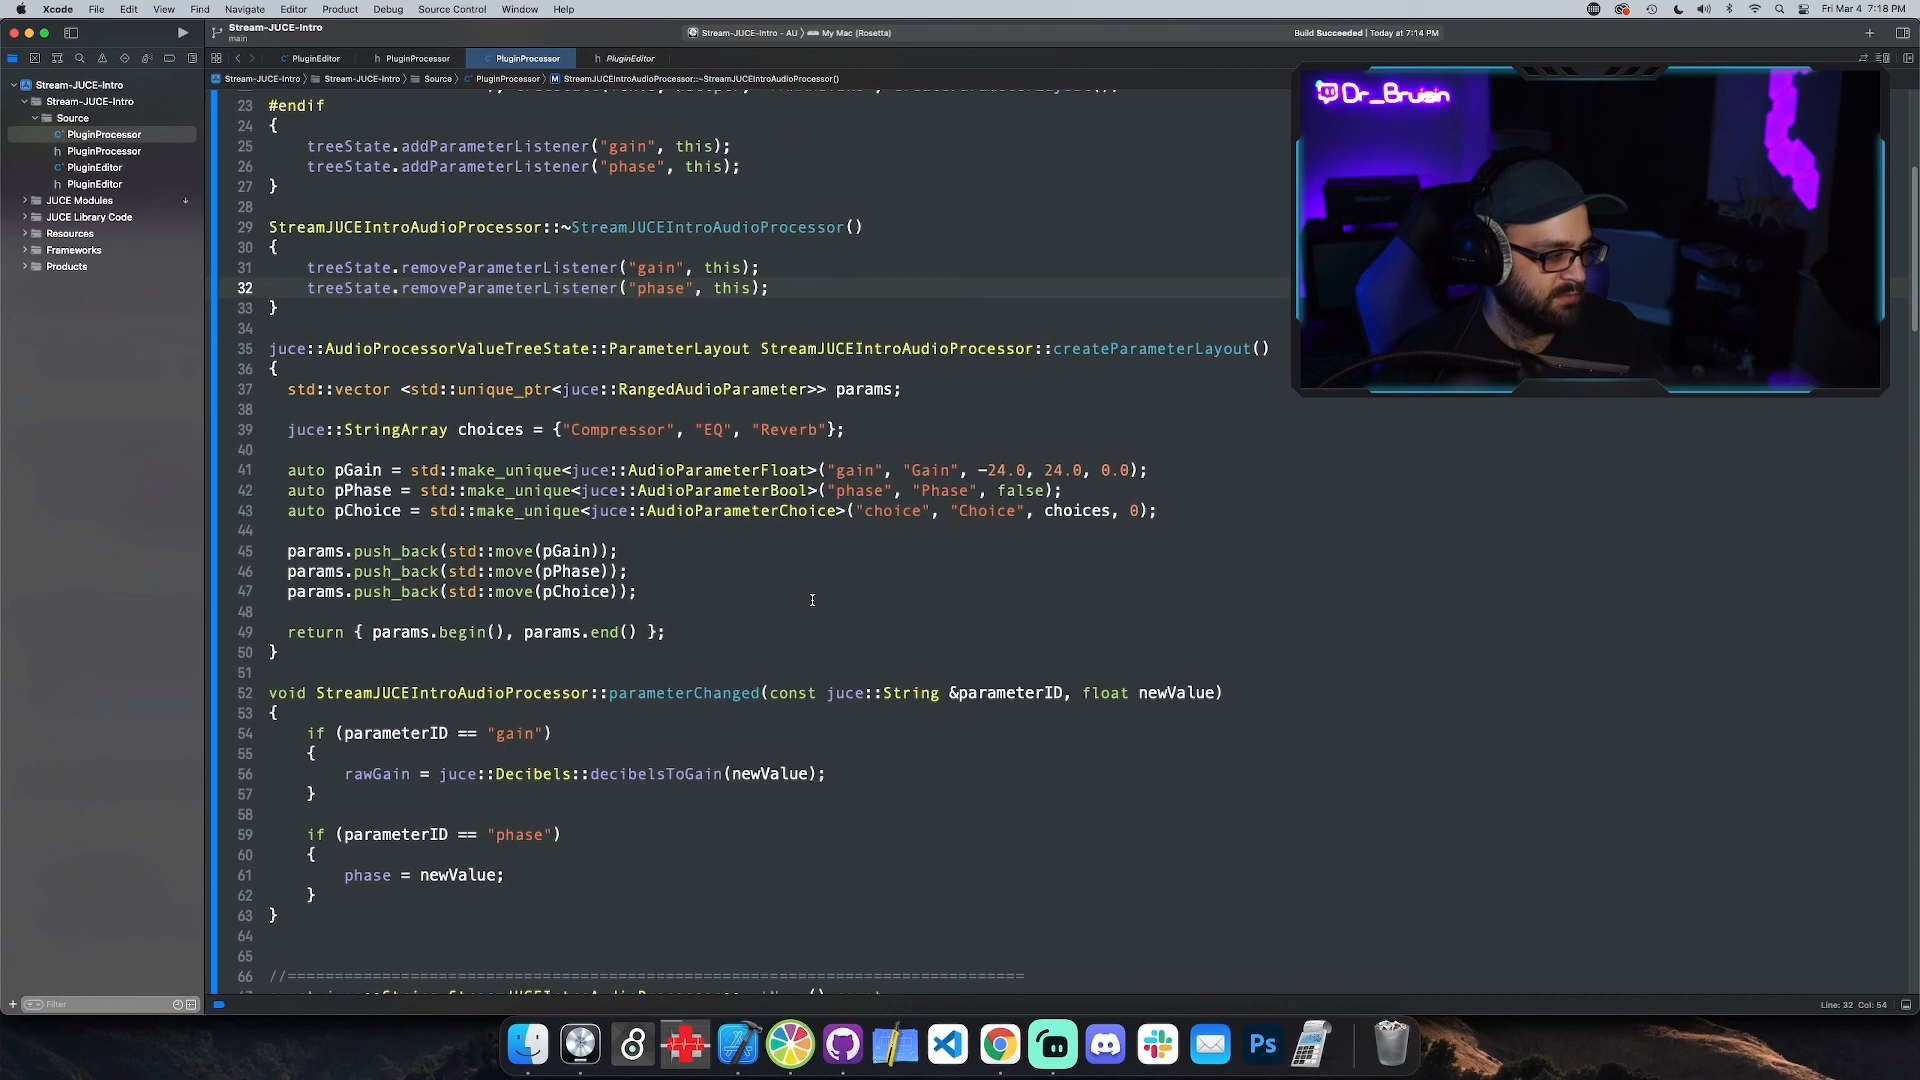 Xcode File Edit View Find Navigate Editor Product Debug Source Control Window Help
Fri Mar 4 7:18 PM
Stream-JUCE-Intro
main
Stream-JUCE-Intro - AU
My Mac (Rosetta)
Build Succeeded | Today at 7:14 PM
PluginEditor
PluginProcessor
PluginProcessor
PluginEditor
Stream-JUCE-Intro
Stream-JUCE-Intro
Source
PluginProcessor
StreamJUCEIntroAudioProcessor::~StreamJUCEIntroAudioProcessor()
Stream-JUCE-Intro
Stream-JUCE-Intro
Source
PluginProcessor
PluginProcessor
PluginEditor
PluginEditor
JUCE Modules
JUCE Library Code
Resources
Frameworks
Products
23 #endif
24 {
25 treeState.addParameterListener("gain", this);
26 treeState.addParameterListener("phase", this);
27 }
28
29 StreamJUCEIntroAudioProcessor::~StreamJUCEIntroAudioProcessor()
30 {
31 treeState.removeParameterListener("gain", this);
32 treeState.removeParameterListener("phase", this);
33 }
34
35 juce::AudioProcessorValueTreeState::ParameterLayout StreamJUCEIntroAudioProcessor::createParameterLayout()
36 {
37 std::vector <std::unique_ptr<juce::RangedAudioParameter>> params;
38
39 juce::StringArray choices = {"Compressor", "EQ", "Reverb"};
40
41 auto pGain = std::make_unique<juce::AudioParameterFloat>("gain", "Gain", -24.0, 24.0, 0.0);
42 auto pPhase = std::make_unique<juce::AudioParameterBool>("phase", "Phase", false);
43 auto pChoice = std::make_unique<juce::AudioParameterChoice>("choice", "Choice", choices, 0);
44
45 params.push_back(std::move(pGain));
46 params.push_back(std::move(pPhase));
47 params.push_back(std::move(pChoice));
48
49 return { params.begin(), params.end() };
50 }
51
52 void StreamJUCEIntroAudioProcessor::parameterChanged(const juce::String &parameterID, float newValue)
53 {
54 if (parameterID == "gain")
55 {
56 rawGain = juce::Decibels::decibelsToGain(newValue);
57 }
58
59 if (parameterID == "phase")
60 {
61 phase = newValue;
62 }
63 }
64
65
66 //==============================================================================
Dr_Bruisin
Filter
Line: 32 Col: 54
Ps